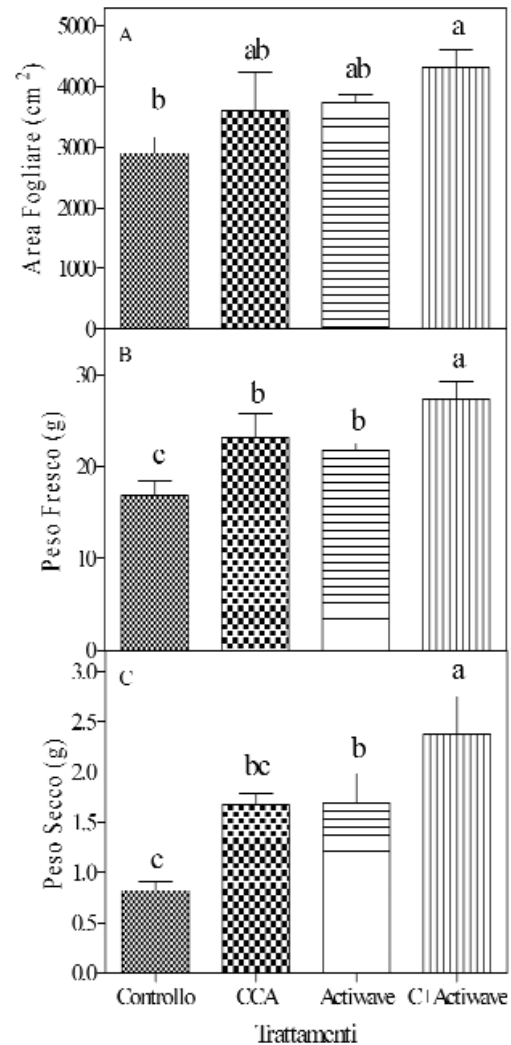 A
Area Fogliare (cm²)
5000
4000
3000
2000
1000
0
b
ab
ab
a
B
Peso Fresco (g)
30
20
10
0
c
b
b
a
C
Peso Secco (g)
3.0
2.5
2.0
1.5
1.0
0.5
0.0
c
bc
b
a
Controllo CCA Actiwave C+Actiwave
Trattamenti